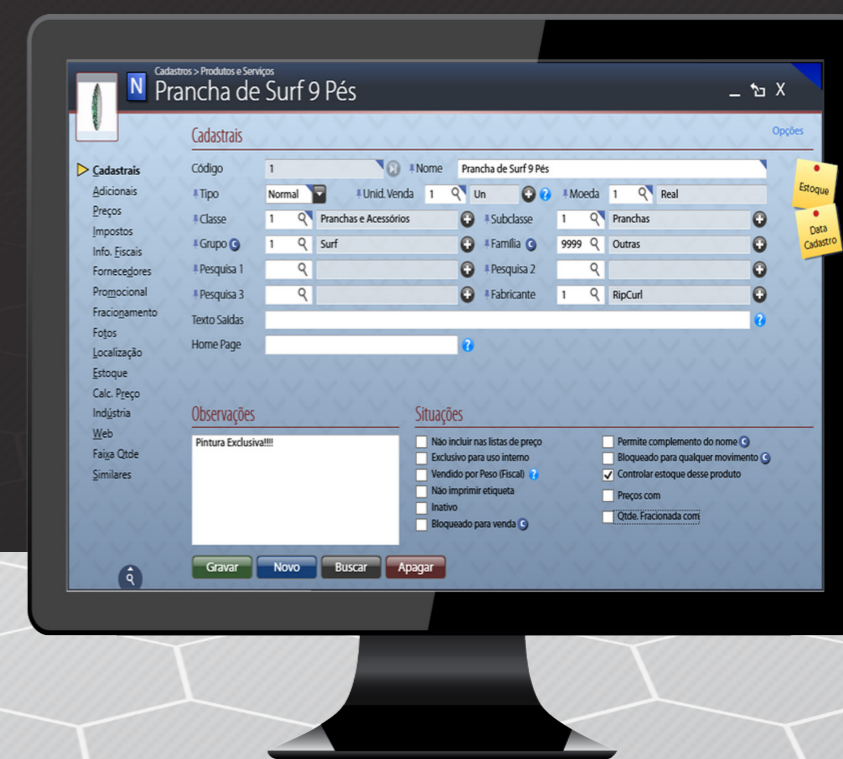 Cadastros > Produtos e Serviços
N Prancha de Surf 9 Pés
_ X
Cadastrais
Opções
Cadastrais
Adicionais
Preços
Impostos
Info. Fiscais
Fornecedores
Promocional
Fracionamento
Fotos
Localização
Estoque
Calc. Preço
Indústria
Web
Faixa Qtde
Similares
Código 1 Nome Prancha de Surf 9 Pés
Tipo Normal Unid. Venda 1 Un ? Moeda 1 Real
Classe 1 Pranchas e Acessórios Subclasse 1 Pranchas
Grupo C 1 Surf Família C 9999 Outras
Pesquisa 1 Pesquisa 2
Pesquisa 3 Fabricante 1 RipCurl
Texto Saídas ?
Home Page ?
Estoque
Data
Cadastro
Observações
Pintura Exclusiva!!!!
Situações
Não incluir nas listas de preço
Exclusivo para uso interno
Vendido por Peso (Fiscal) ?
Não imprimir etiqueta
Inativo
Bloqueado para venda C
Permite complemento do nome C
Bloqueado para qualquer movimento C
Controlar estoque desse produto
Preços com
Qtde. Fracionada com
Gravar Novo Buscar Apagar